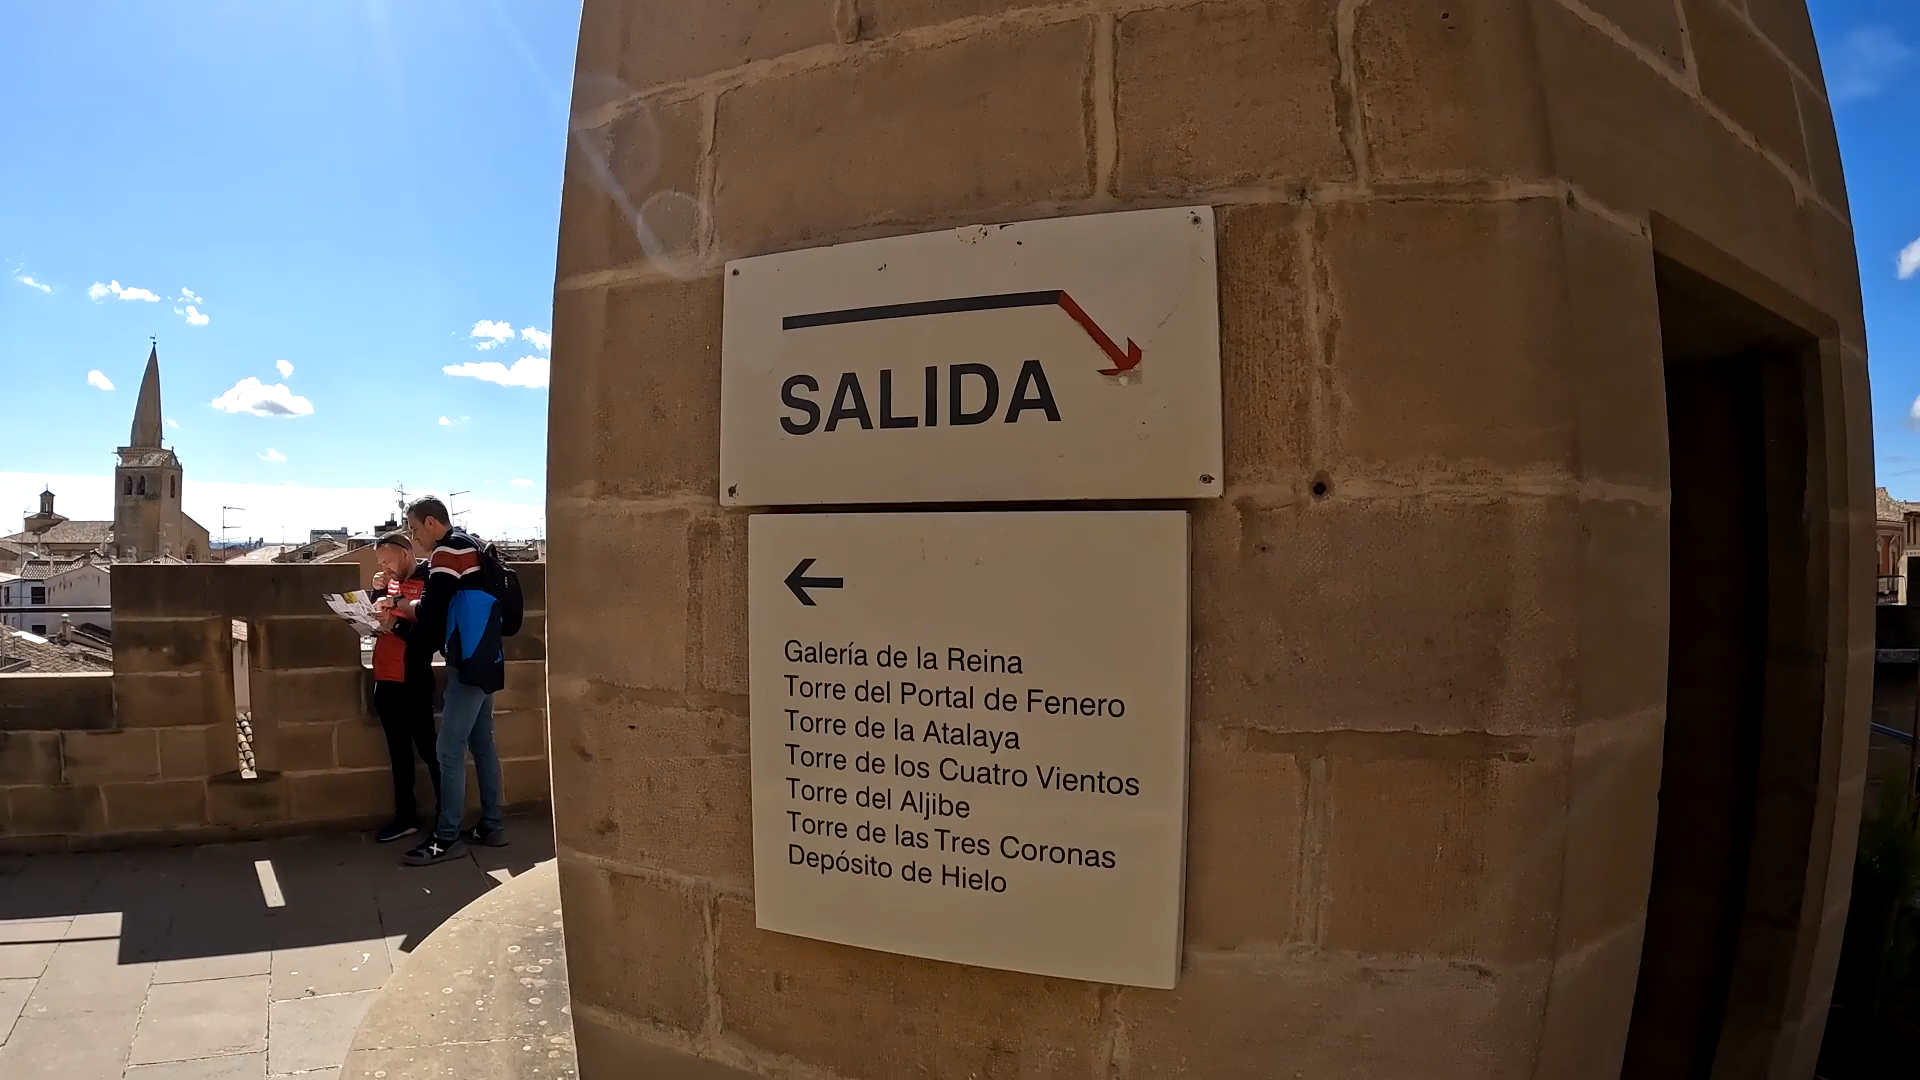 SALIDA
Galería de la Reina
Torre del Portal de Fenero
Torre de la Atalaya
Torre de los Cuatro Vientos
Torre del Aljibe
Torre de las Tres Coronas
Depósito de Hielo